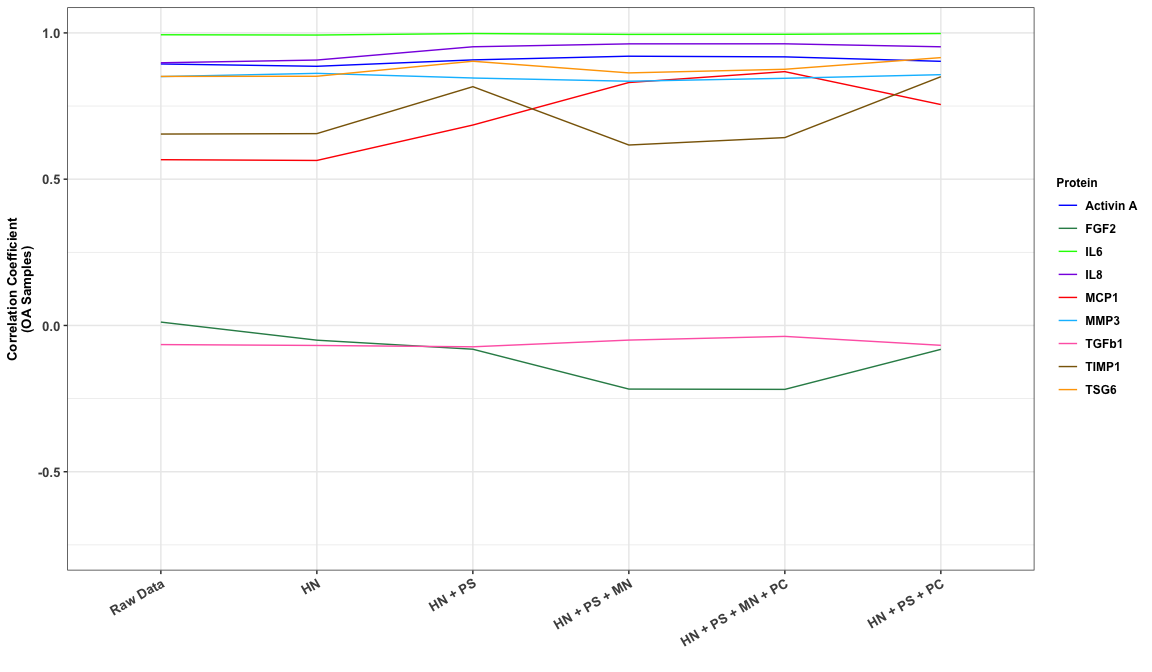 Correlation Coefficient
(OA Samples)
1.0
0.5
0.0
-0.5
Raw Data
HN
HN + PS
HN + PS + MN
HN + PS + MN + PC
HN + PS + PC
Protein
Activin A
FGF2
IL6
IL8
MCP1
MMP3
TGFb1
TIMP1
TSG6